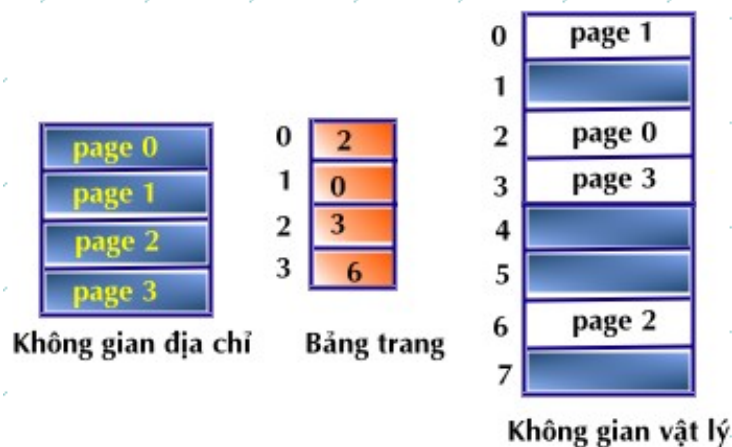 page 0
page 1
page 2
page 3
Không gian địa chỉ
0 2
1 0
2 3
3 6
Bảng trang
0 page 1
1
2 page 0
3 page 3
4
5
6 page 2
7
Không gian vật lý